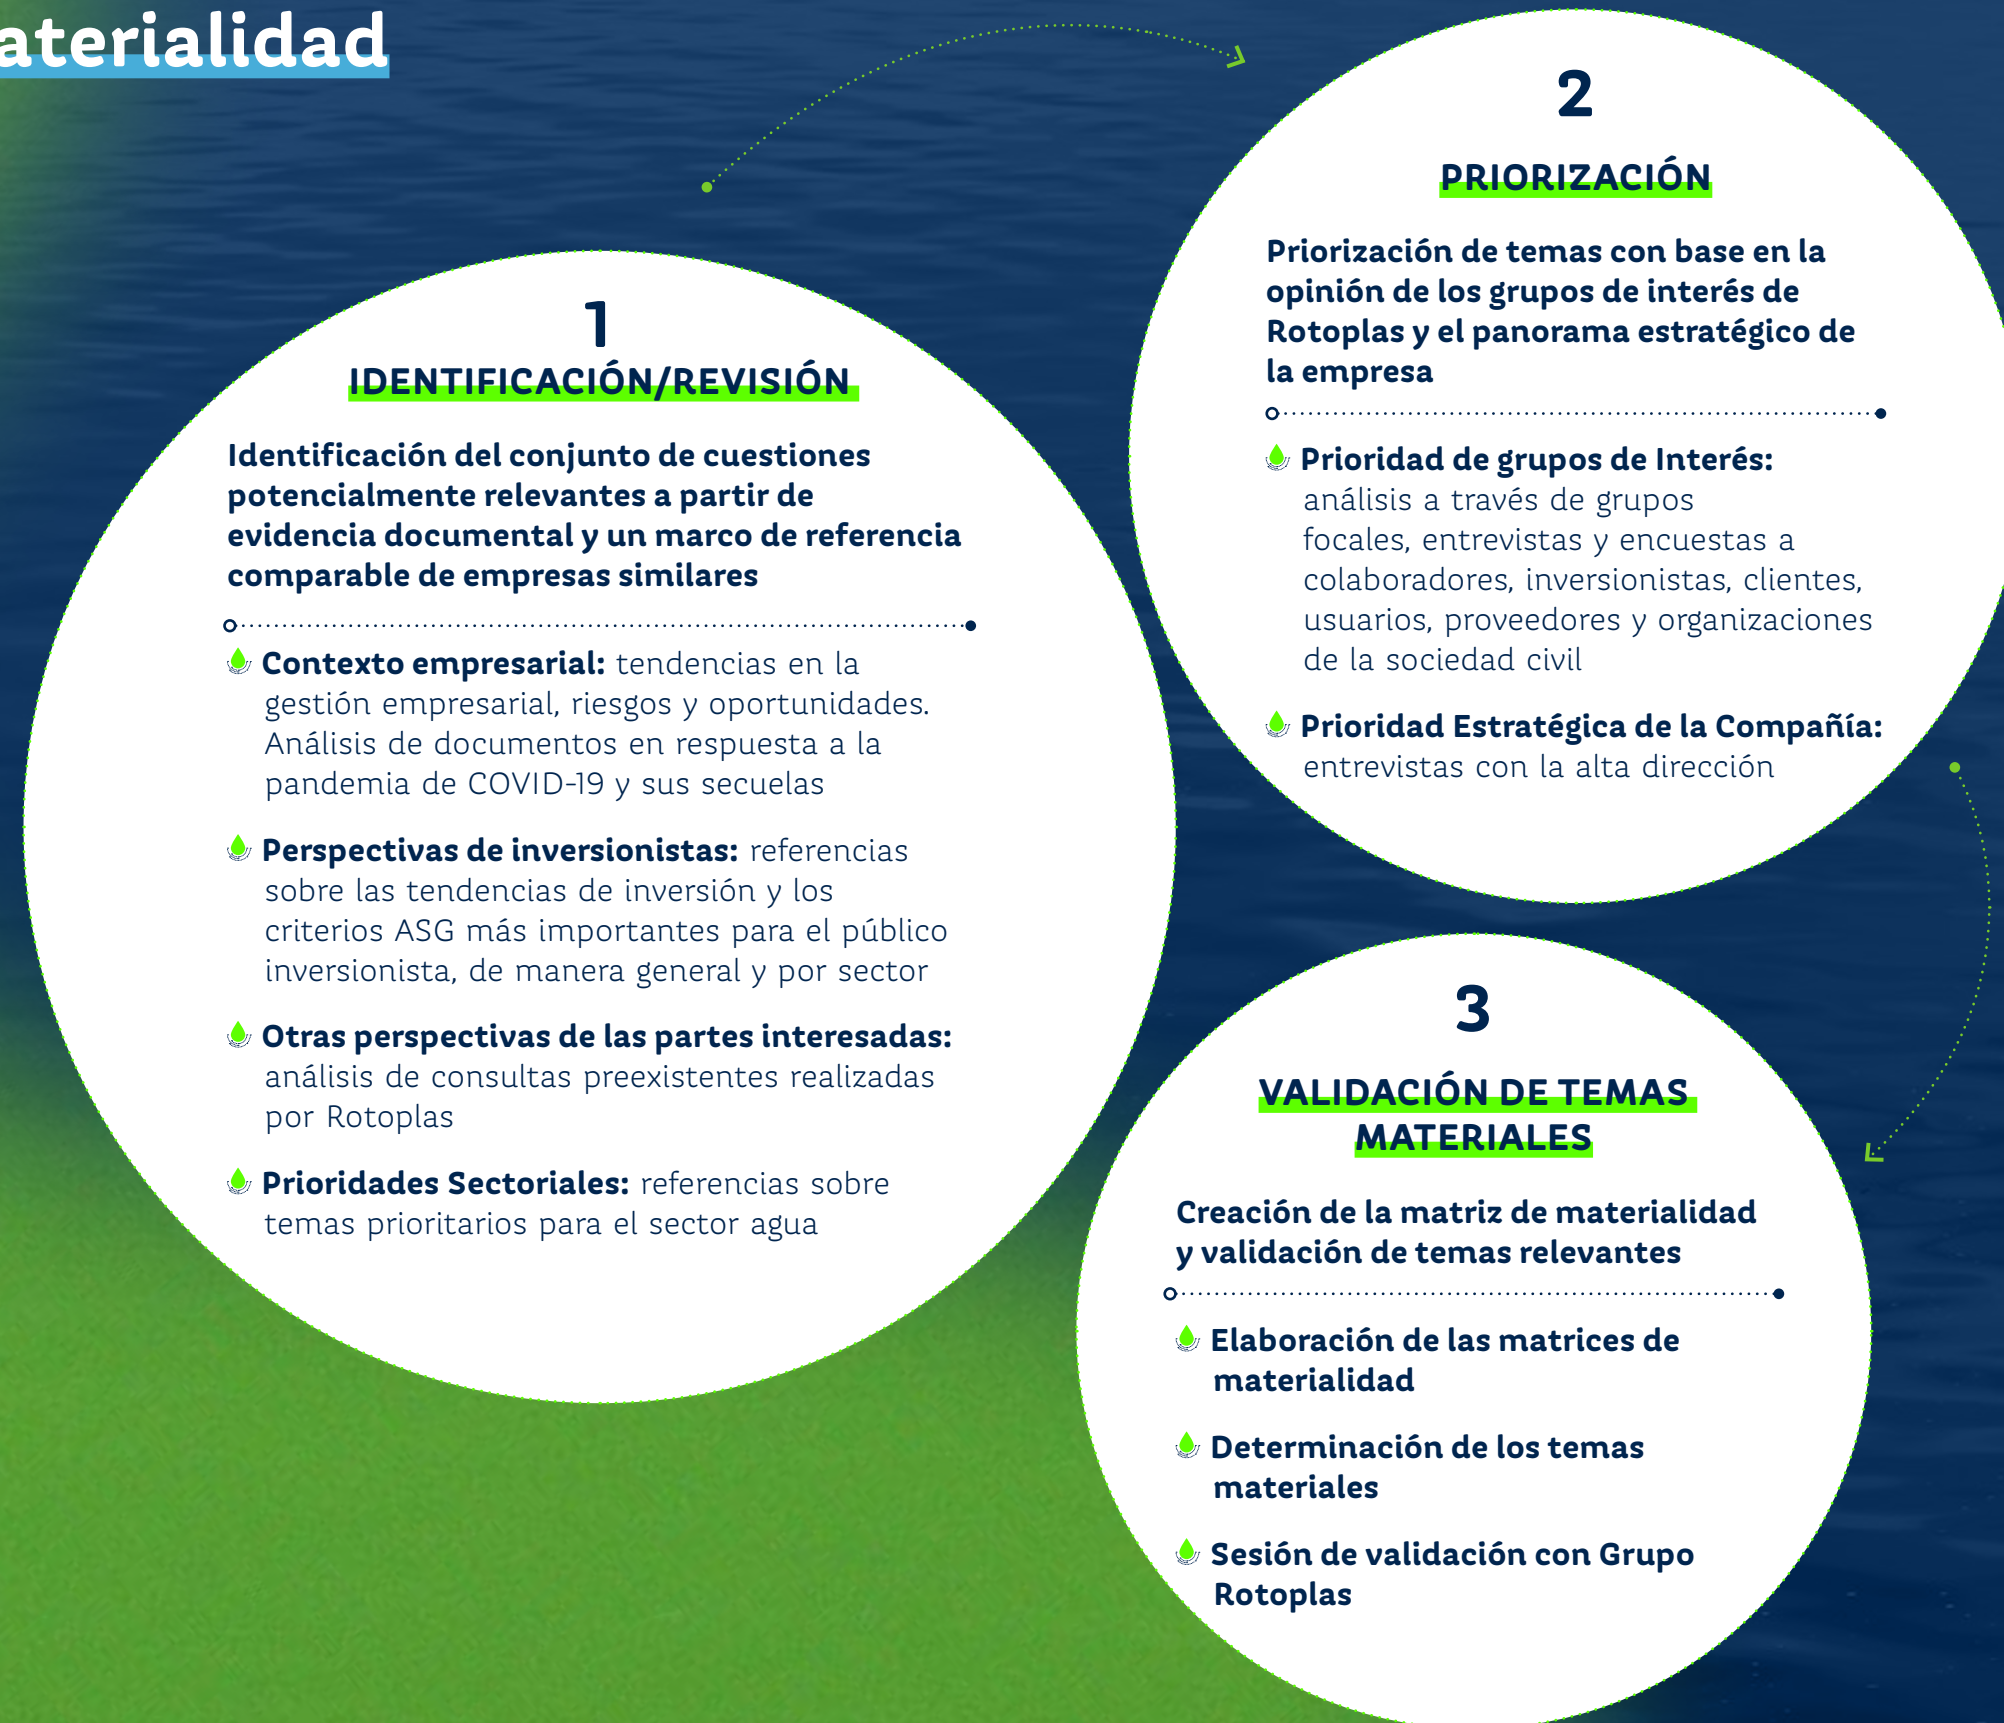 aterialidad
1
IDENTIFICACIÓN/REVISIÓN
Identificación del conjunto de cuestiones
potencialmente relevantes a partir de
evidencia documental y un marco de referencia
comparable de empresas similares
Contexto empresarial: tendencias en la
gestión empresarial, riesgos y oportunidades.
Análisis de documentos en respuesta a la
pandemia de COVID-19 y sus secuelas
Perspectivas de inversionistas: referencias
sobre las tendencias de inversión y los
criterios ASG más importantes para el público
inversionista, de manera general y por sector
Otras perspectivas de las partes interesadas:
análisis de consultas preexistentes realizadas
por Rotoplas
Prioridades Sectoriales: referencias sobre
temas prioritarios para el sector agua
2
PRIORIZACIÓN
Priorización de temas con base en la
opinión de los grupos de interés de
Rotoplas y el panorama estratégico de
la empresa
Prioridad de grupos de Interés:
análisis a través de grupos
focales, entrevistas y encuestas a
colaboradores, inversionistas, clientes,
usuarios, proveedores y organizaciones
de la sociedad civil
Prioridad Estratégica de la Compañía:
entrevistas con la alta dirección
3
VALIDACIÓN DE TEMAS
MATERIALES
Creación de la matriz de materialidad
y validación de temas relevantes
Elaboración de las matrices de
materialidad
Determinación de los temas
materiales
Sesión de validación con Grupo
Rotoplas